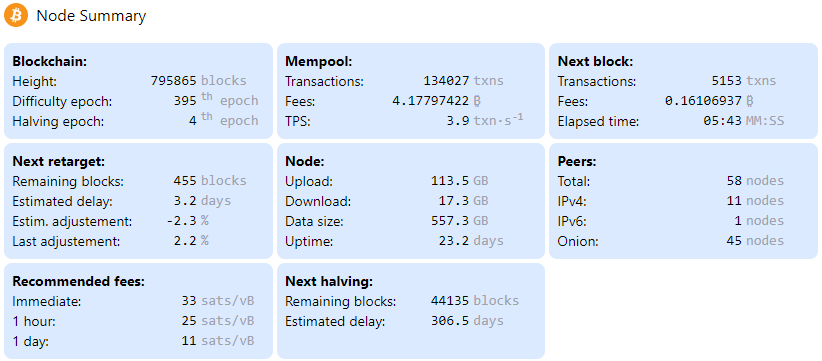 Node Summary
Blockchain:
Height: 795865 blocks
Difficulty epoch: 395 th epoch
Halving epoch: 4 th epoch
Mempool:
Transactions: 134027 txns
Fees: 4.17797422 ₿
TPS: 3.9 txn·s⁻¹
Next block:
Transactions: 5153 txns
Fees: 0.16106937 ₿
Elapsed time: 05:43 MM:SS
Next retarget:
Remaining blocks: 455 blocks
Estimated delay: 3.2 days
Estim. adjustement: -2.3 %
Last adjustement: 2.2 %
Node:
Upload: 113.5 GB
Download: 17.3 GB
Data size: 557.3 GB
Uptime: 23.2 days
Peers:
Total: 58 nodes
IPv4: 11 nodes
IPv6: 1 nodes
Onion: 45 nodes
Recommended fees:
Immediate: 33 sats/vB
1 hour: 25 sats/vB
1 day: 11 sats/vB
Next halving:
Remaining blocks: 44135 blocks
Estimated delay: 306.5 days